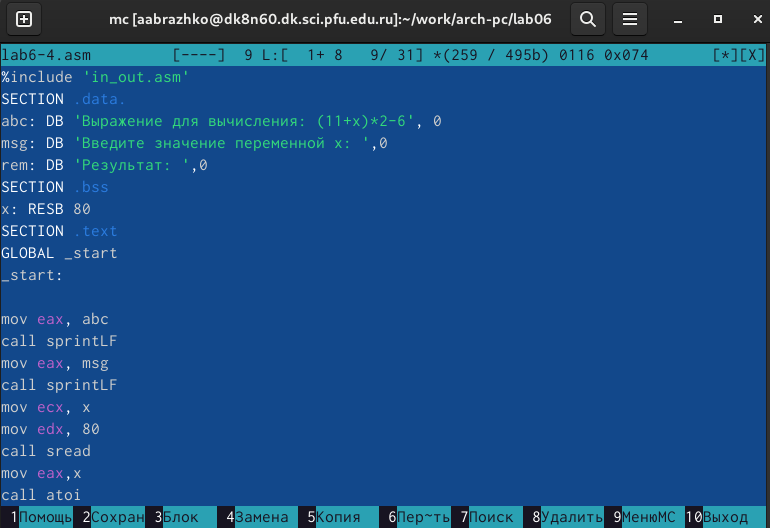 mc [aabrazhko@dk8n60.dk.sci.pfu.edu.ru]:~/work/arch-pc/lab06
lab6-4.asm [----] 9 L:[ 1+ 8 9/ 31] *(259 / 495b) 0116 0x074 [*][X]
%include 'in_out.asm'
SECTION .data.
abc: DB 'Выражение для вычисления: (11+x)*2-6', 0
msg: DB 'Введите значение переменной x: ',0
rem: DB 'Результат: ',0
SECTION .bss
x: RESB 80
SECTION .text
GLOBAL _start
_start:
mov eax, abc
call sprintLF
mov eax, msg
call sprintLF
mov ecx, x
mov edx, 80
call sread
mov eax,x
call atoi
1Помощь 2Сохран 3Блок 4Замена 5Копия 6Пер~ть 7Поиск 8Удалить 9МенюМС 10Выход